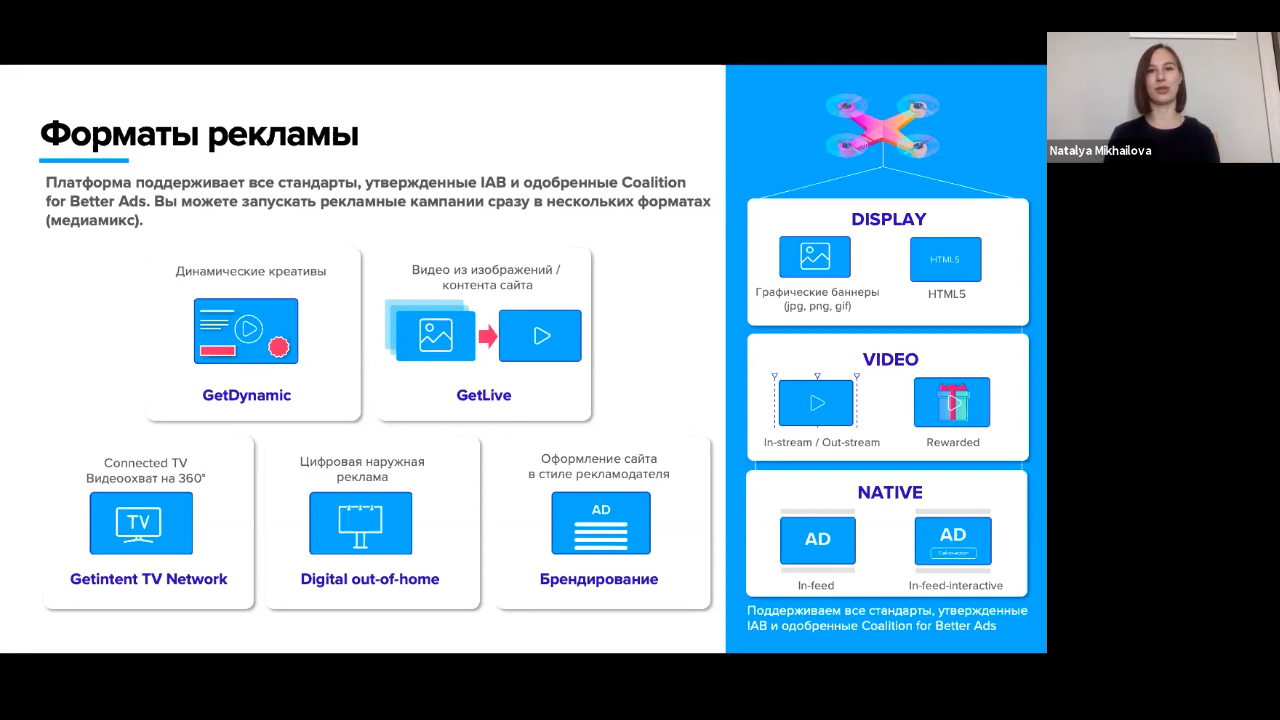 Форматы рекламы
Платформа поддерживает все стандарты, утвержденные IAB и одобренные Coalition
for Better Ads. Вы можете запускать рекламные кампании сразу в нескольких форматах
(медиамикс).
Динамические креативы
GetDynamic
Видео из изображений /
контента сайта
GetLive
Connected TV
Видеоохват на 360°
TV
Getintent TV Network
Цифровая наружная
реклама
Digital out-of-home
Оформление сайта
в стиле рекламодателя
AD
Брендирование
DISPLAY
Графические баннеры
(jpg, png, gif)
HTML5
HTML5
VIDEO
In-stream / Out-stream
Rewarded
NATIVE
AD
In-feed
AD
Call-to-action
In-feed-interactive
Поддерживаем все стандарты, утвержденные
IAB и одобренные Coalition for Better Ads
Natalya Mikhailova